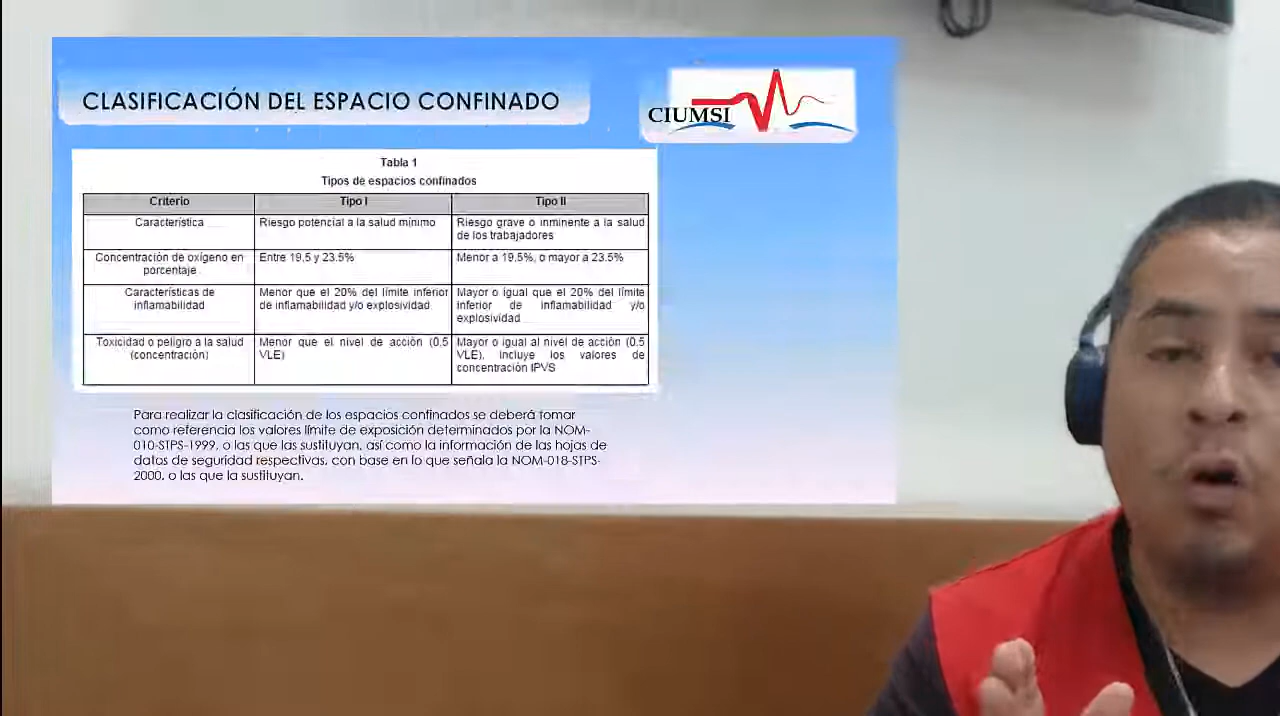 CLASIFICACIÓN DEL ESPACIO CONFINADO
CIUMSI
Tabla 1
Tipos de espacios confinados
Criterio
Tipo I
Tipo II
Característica
Riesgo potencial a la salud mínimo
Riesgo grave o inminente a la salud
de los trabajadores
Concentración de oxígeno en
porcentaje
Entre 19.5 y 23.5%
Menor a 19.5%, o mayor a 23.5%
Características de
inflamabilidad
Menor que el 20% del límite inferior
de inflamabilidad y/o explosividad
Mayor o igual que el 20% del límite
inferior de inflamabilidad y/o
explosividad
Toxicidad o peligro a la salud
(concentración)
Menor que el nivel de acción (0.5
VLE)
Mayor o igual al nivel de acción (0.5
VLE), incluye los valores de
concentración IPVS
Para realizar la clasificación de los espacios confinados se deberá tomar
como referencia los valores límite de exposición determinados por la NOM-
010-STPS-1999, o las que las sustituyan, así como la información de las hojas de
datos de seguridad respectivas, con base en lo que señala la NOM-018-STPS-
2000, o las que la sustituyan.